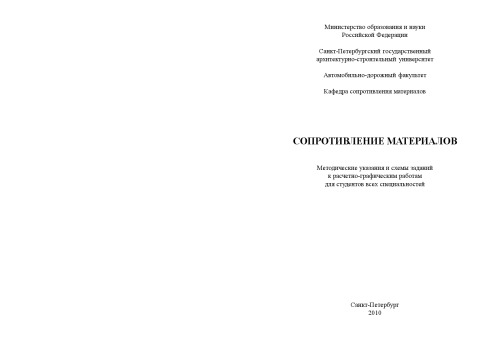 Министерство образования и науки
Российской Федерации
Санкт-Петербургский государственный
архитектурно-строительный университет
Автомобильно-дорожный факультет
Кафедра сопротивления материалов
СОПРОТИВЛЕНИЕ МАТЕРИАЛОВ
Методические указания и схемы заданий
к расчетно-графическим работам
для студентов всех специальностей
Санкт-Петербург
2010